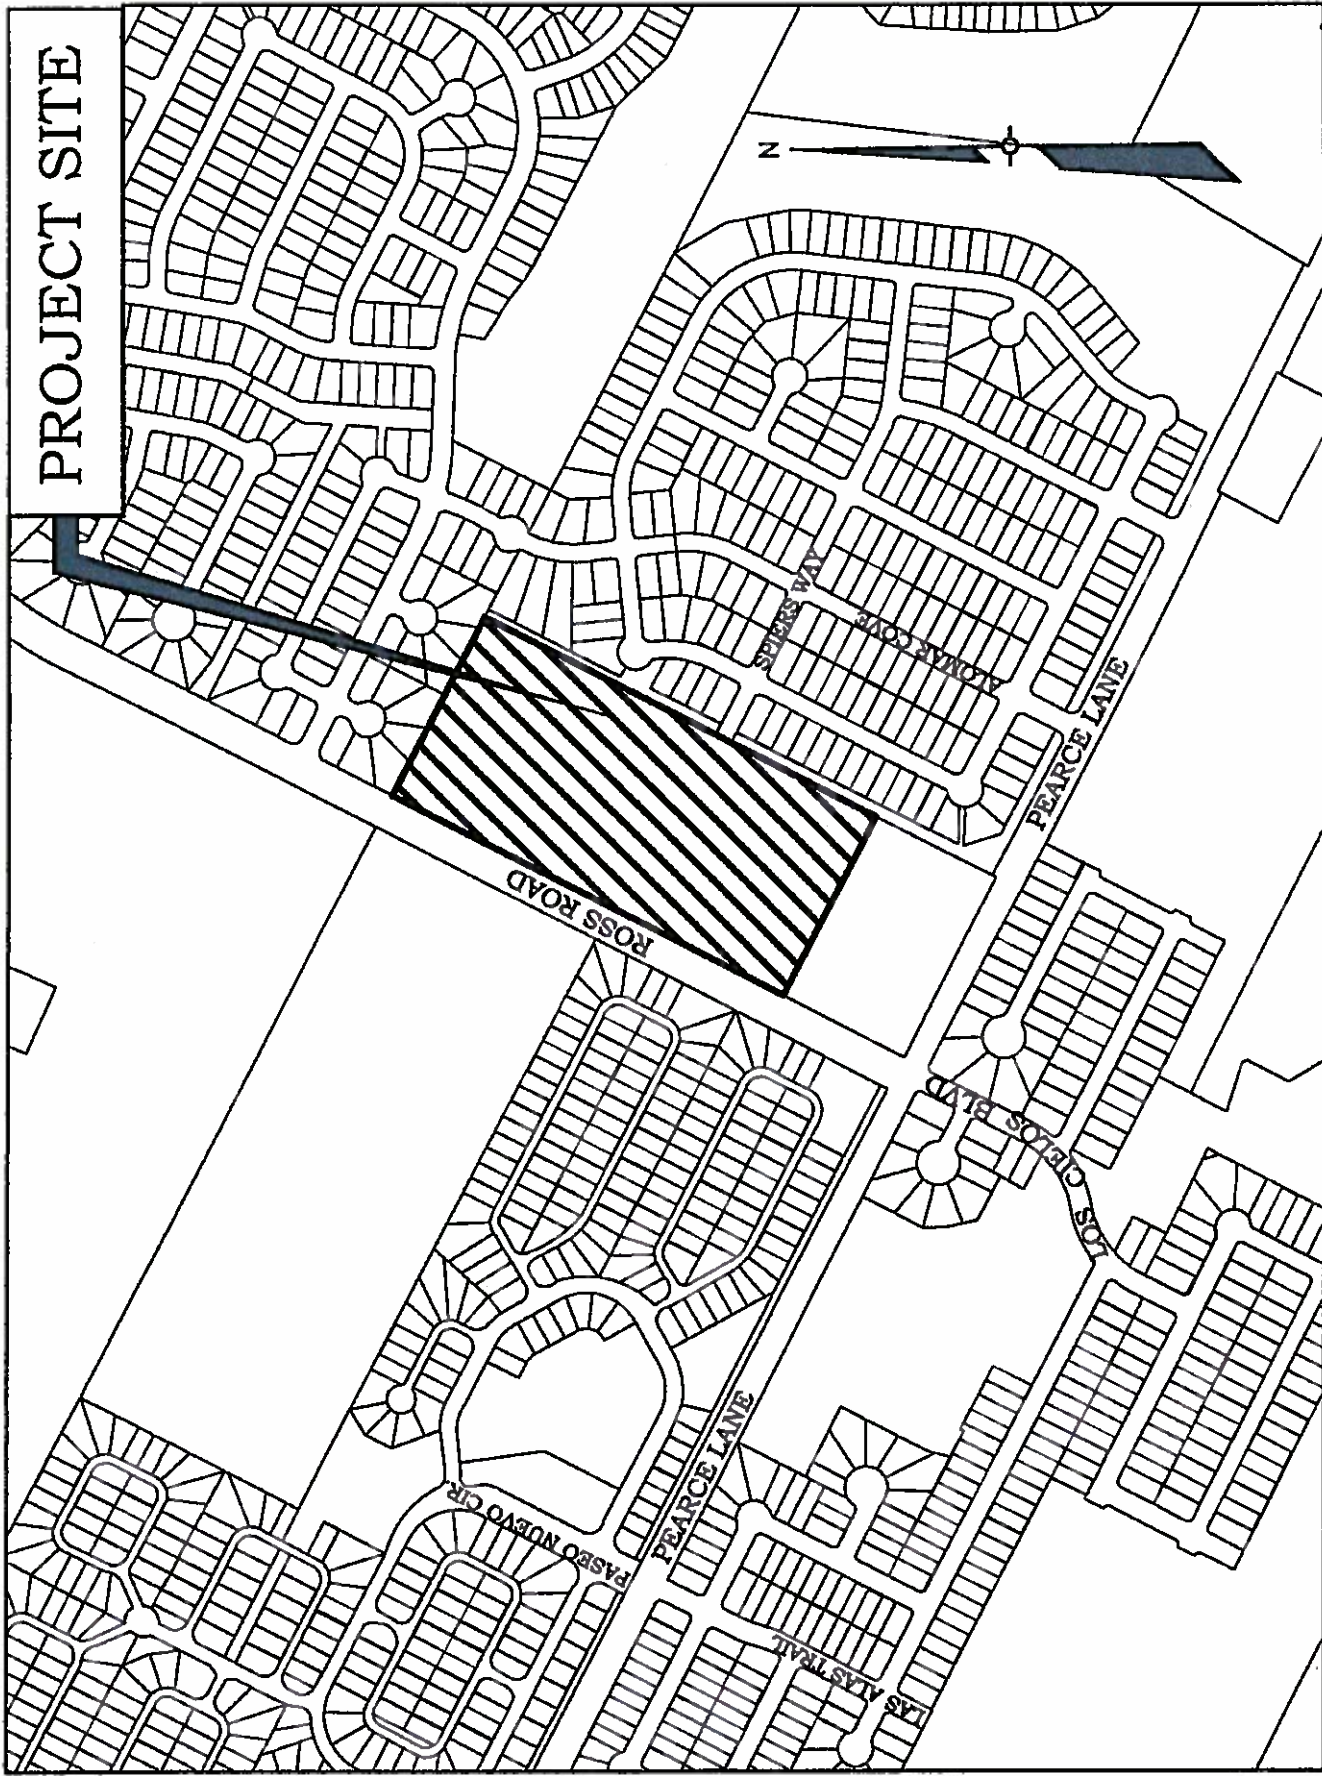 PROJECT SITE
N
SPIERS WAY
ALOMAR COVE
PEARCE LANE
ROSS ROAD
LOS CIELOS BLVD
PEARCE LANE
PASEO NUEVO CIR.
LAS ALAS TRAIL